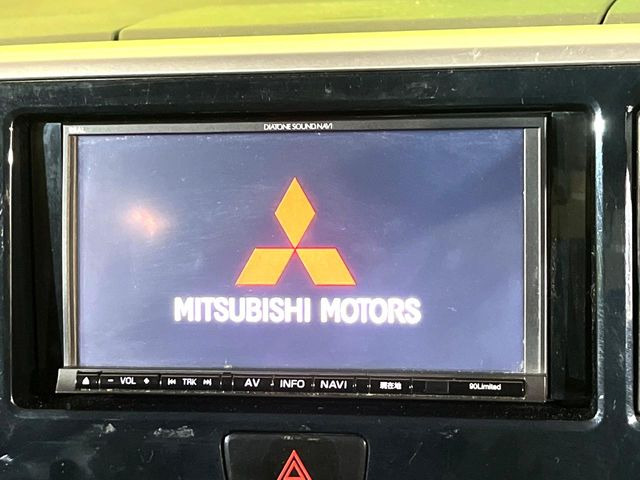 DIATONE SOUND.NAVI
MITSUBISHI MOTORS
VOL TRK AV INFO NAVI 現在地 90Limited